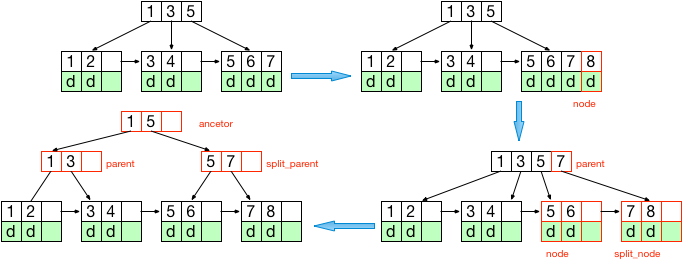 1 3 5
1 2 3 4 5 6 7
d d d d d d d
1 3 5
1 2 3 4 5 6 7 8
d d d d d d d d
node
1 5
ancetor
1 3
parent
5 7
split_parent
1 2 3 4 5 6 7 8
d d d d d d d d
1 3 5 7
parent
1 2 3 4 5 6 7 8
d d d d d d d d
node
split_node